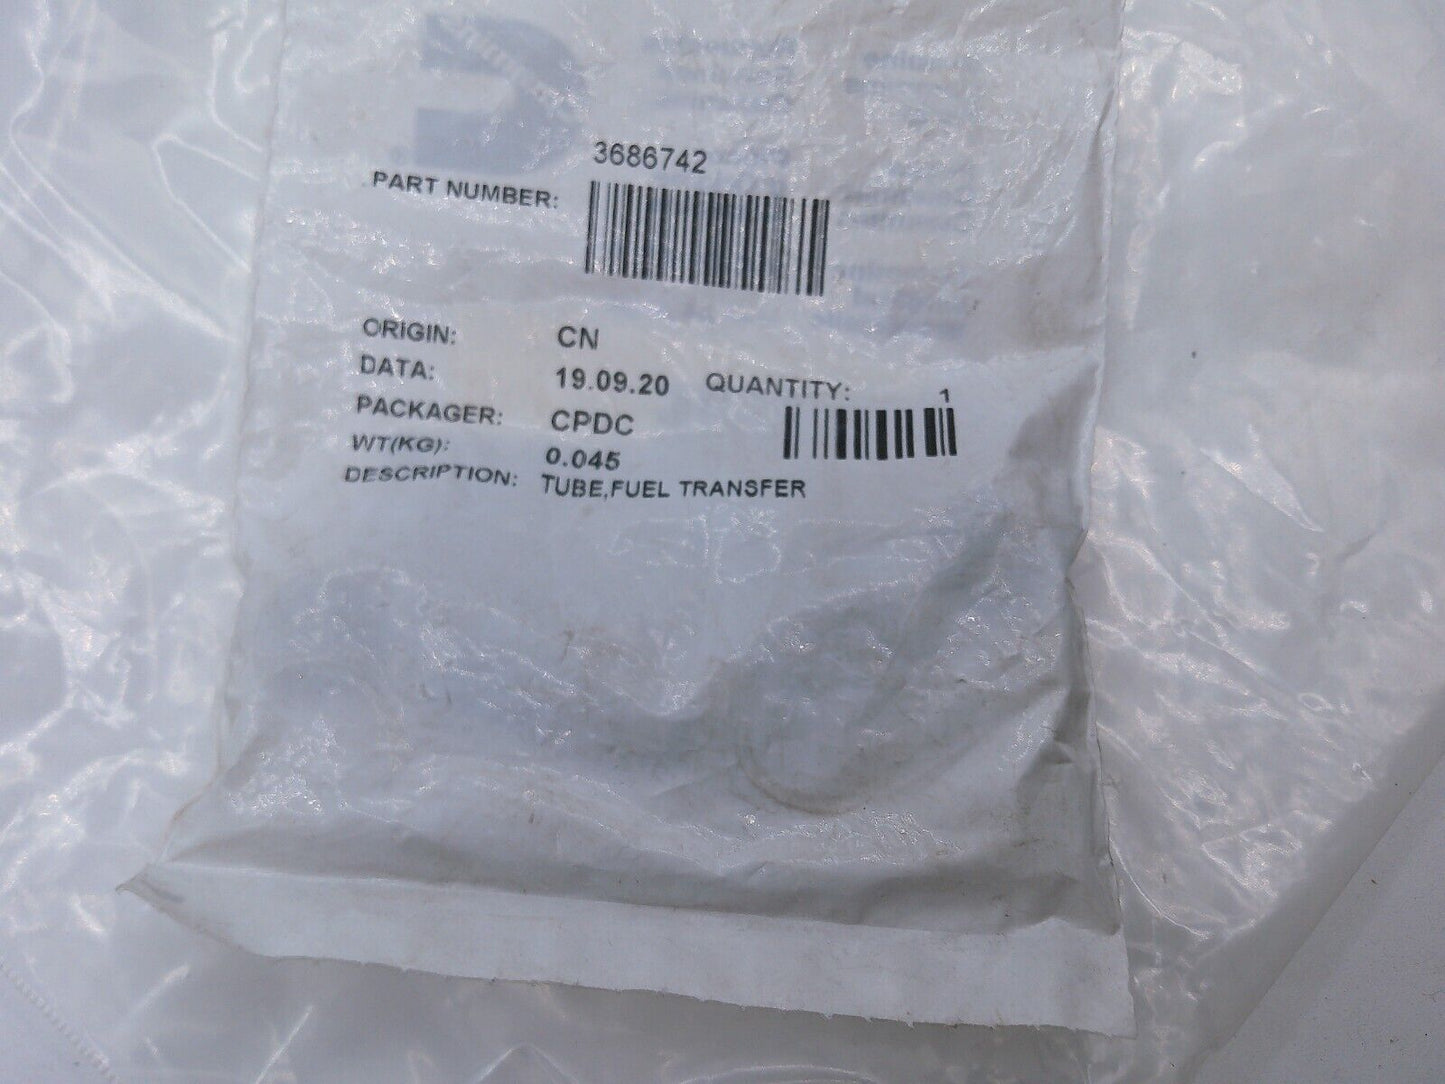 3686742
PART NUMBER:
ORIGIN: CN
DATA: 19.09.20 QUANTITY: 1
PACKAGER: CPDC
WT(KG): 0.045
DESCRIPTION: TUBE,FUEL TRANSFER